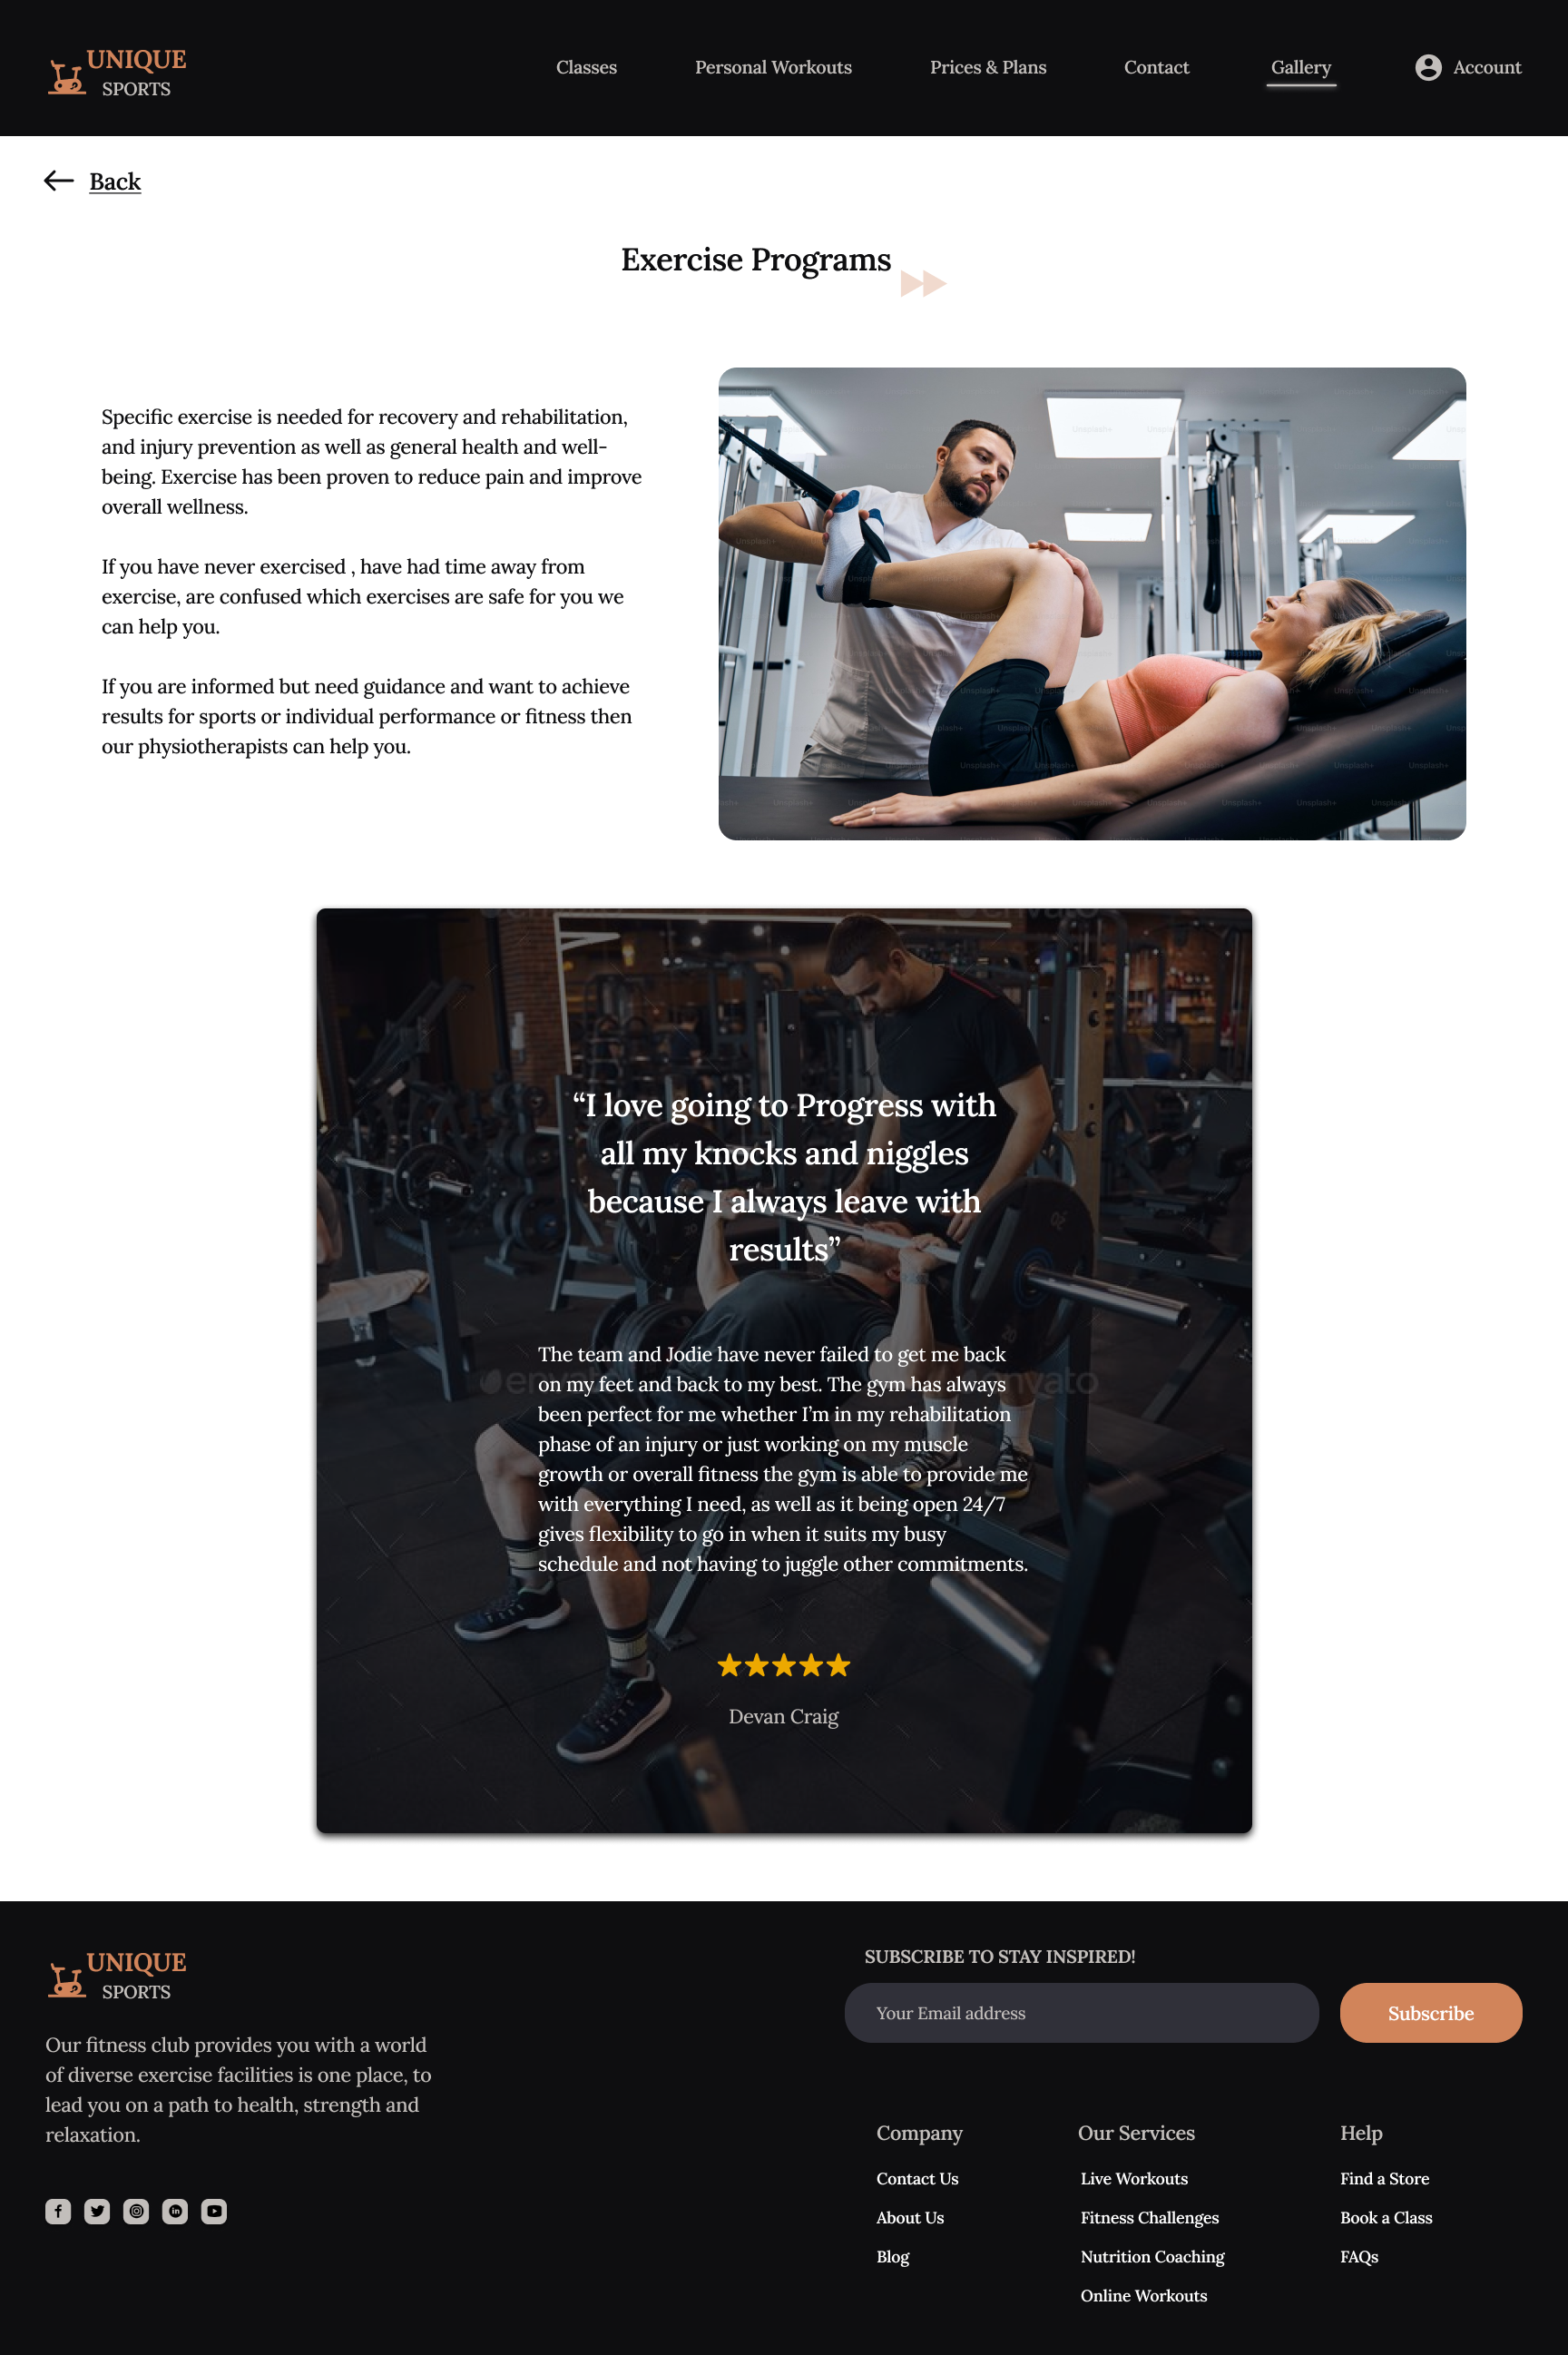 UNIQUE
SPORTS
Classes
Personal Workouts
Prices & Plans
Contact
Gallery
Account
Back
Exercise Programs
Specific exercise is needed for recovery and rehabilitation,
and injury prevention as well as general health and well-
being. Exercise has been proven to reduce pain and improve
overall wellness.
If you have never exercised , have had time away from
exercise, are confused which exercises are safe for you we
can help you.
If you are informed but need guidance and want to achieve
results for sports or individual performance or fitness then
our physiotherapists can help you.
“I love going to Progress with
all my knocks and niggles
because I always leave with
results”
The team and Jodie have never failed to get me back
on my feet and back to my best. The gym has always
been perfect for me whether I’m in my rehabilitation
phase of an injury or just working on my muscle
growth or overall fitness the gym is able to provide me
with everything I need, as well as it being open 24/7
gives flexibility to go in when it suits my busy
schedule and not having to juggle other commitments.
Devan Craig
UNIQUE
SPORTS
Our fitness club provides you with a world
of diverse exercise facilities is one place, to
lead you on a path to health, strength and
relaxation.
SUBSCRIBE TO STAY INSPIRED!
Your Email address
Subscribe
Company
Contact Us
About Us
Blog
Our Services
Live Workouts
Fitness Challenges
Nutrition Coaching
Online Workouts
Help
Find a Store
Book a Class
FAQs